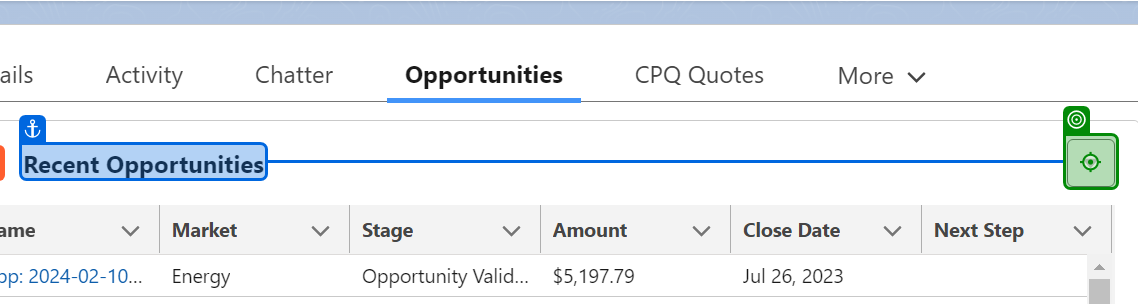 ails Activity Chatter Opportunities CPQ Quotes More
Recent Opportunities
ame Market Stage Amount Close Date Next Step
pp: 2024-02-10... Energy Opportunity Valid... $5,197.79 Jul 26, 2023